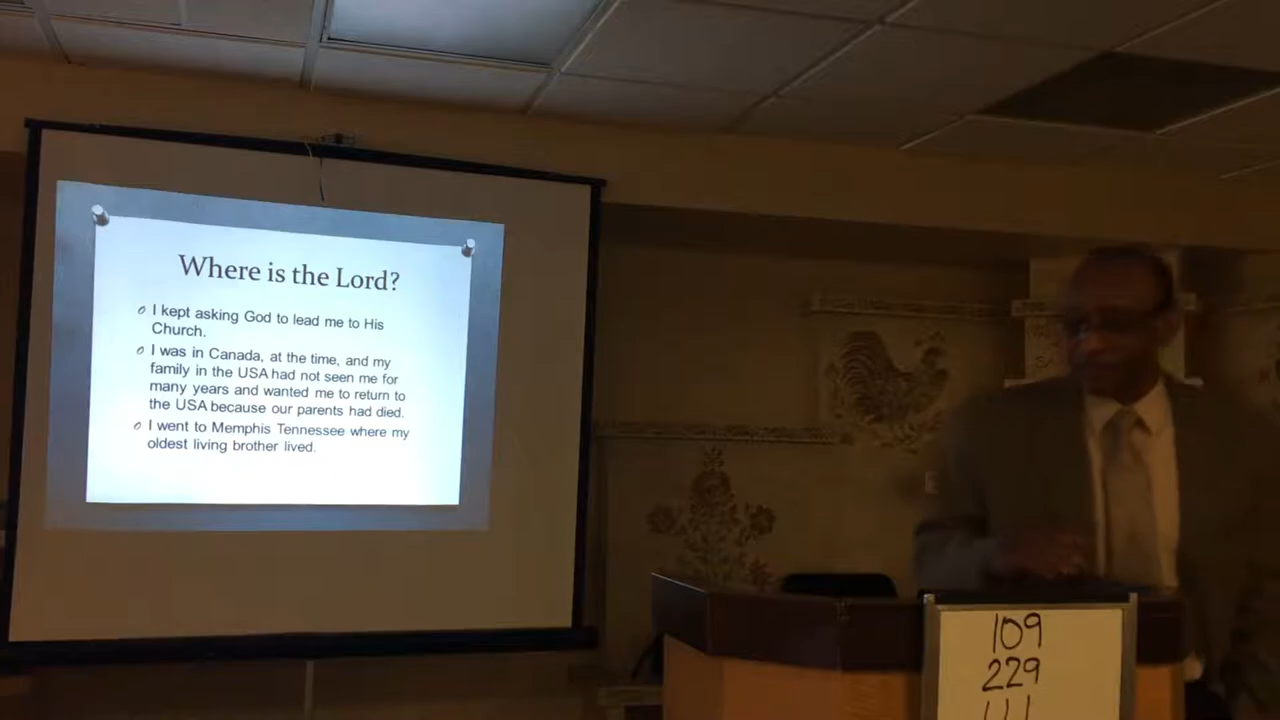 Where is the Lord?
I kept asking God to lead me to His
Church.
I was in Canada, at the time, and my
family in the USA had not seen me for
many years and wanted me to return to
the USA because our parents had died.
I went to Memphis Tennessee where my
oldest living brother lived.
109
229